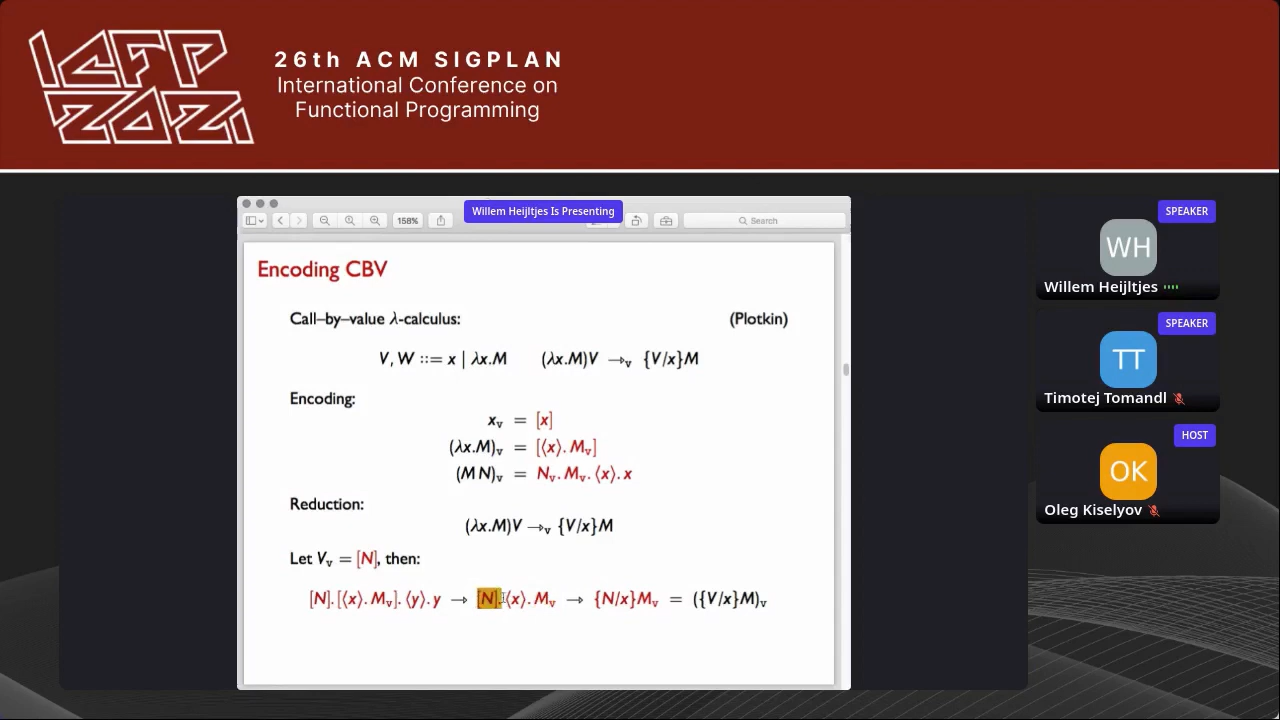 ICFP
2021
26th ACM SIGPLAN
International Conference on
Functional Programming
Willem Heijltjes Is Presenting
158%
Search
Encoding CBV
Call–by–value λ-calculus: (Plotkin)
V, W ::= x | λx.M (λx.M)V →ᵥ {V/x}M
Encoding:
xᵥ = [x]
(λx.M)ᵥ = [⟨x⟩. Mᵥ]
(M N)ᵥ = Nᵥ. Mᵥ. ⟨x⟩. x
Reduction:
(λx.M)V →ᵥ {V/x}M
Let Vᵥ = [N], then:
[N]. [⟨x⟩. Mᵥ]. ⟨y⟩. y → [N]. ⟨x⟩. Mᵥ → {N/x}Mᵥ = ({V/x}M)ᵥ
SPEAKER
WH
Willem Heijltjes
SPEAKER
TT
Timotej Tomandl
HOST
OK
Oleg Kiselyov